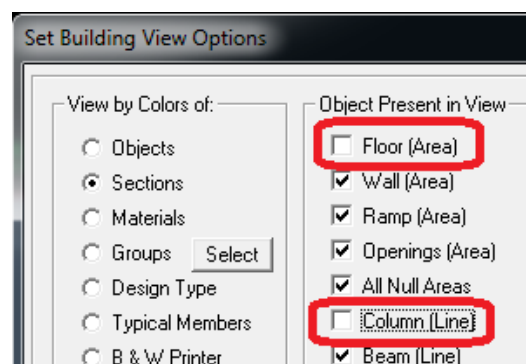 Set Building View Options
View by Colors of:
Objects
Sections
Materials
Groups Select
Design Type
Typical Members
B & W Printer
Object Present in View
Floor (Area)
Wall (Area)
Ramp (Area)
Openings (Area)
All Null Areas
Column (Line)
Beam (Line)